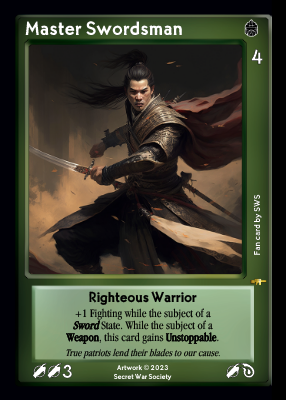 Master Swordsman
4
Fan card by SWS
Righteous Warrior
+1 Fighting while the subject of a
Sword State. While the subject of a
Weapon, this card gains Unstoppable.
True patriots lend their blades to our cause.
3
Artwork © 2023
Secret War Society